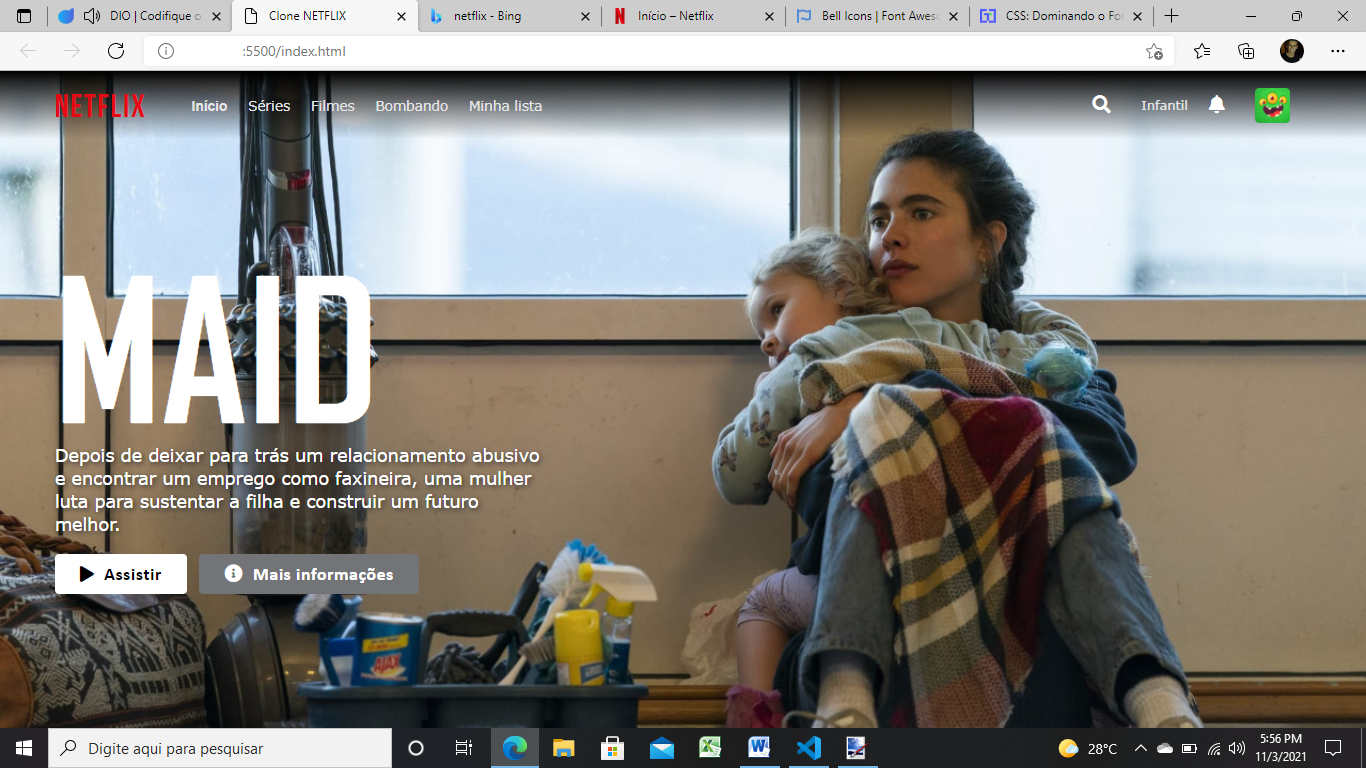 DIO | Codifique o
Clone NETFLIX
netflix - Bing
Início – Netflix
Bell Icons | Font Awes
CSS: Dominando o For
:5500/index.html
NETFLIX
Início
Séries
Filmes
Bombando
Minha lista
Infantil
MAID
Depois de deixar para trás um relacionamento abusivo
e encontrar um emprego como faxineira, uma mulher
luta para sustentar a filha e construir um futuro
melhor.
Assistir
Mais informações
AJAX
Digite aqui para pesquisar
28°C
5:56 PM
11/3/2021